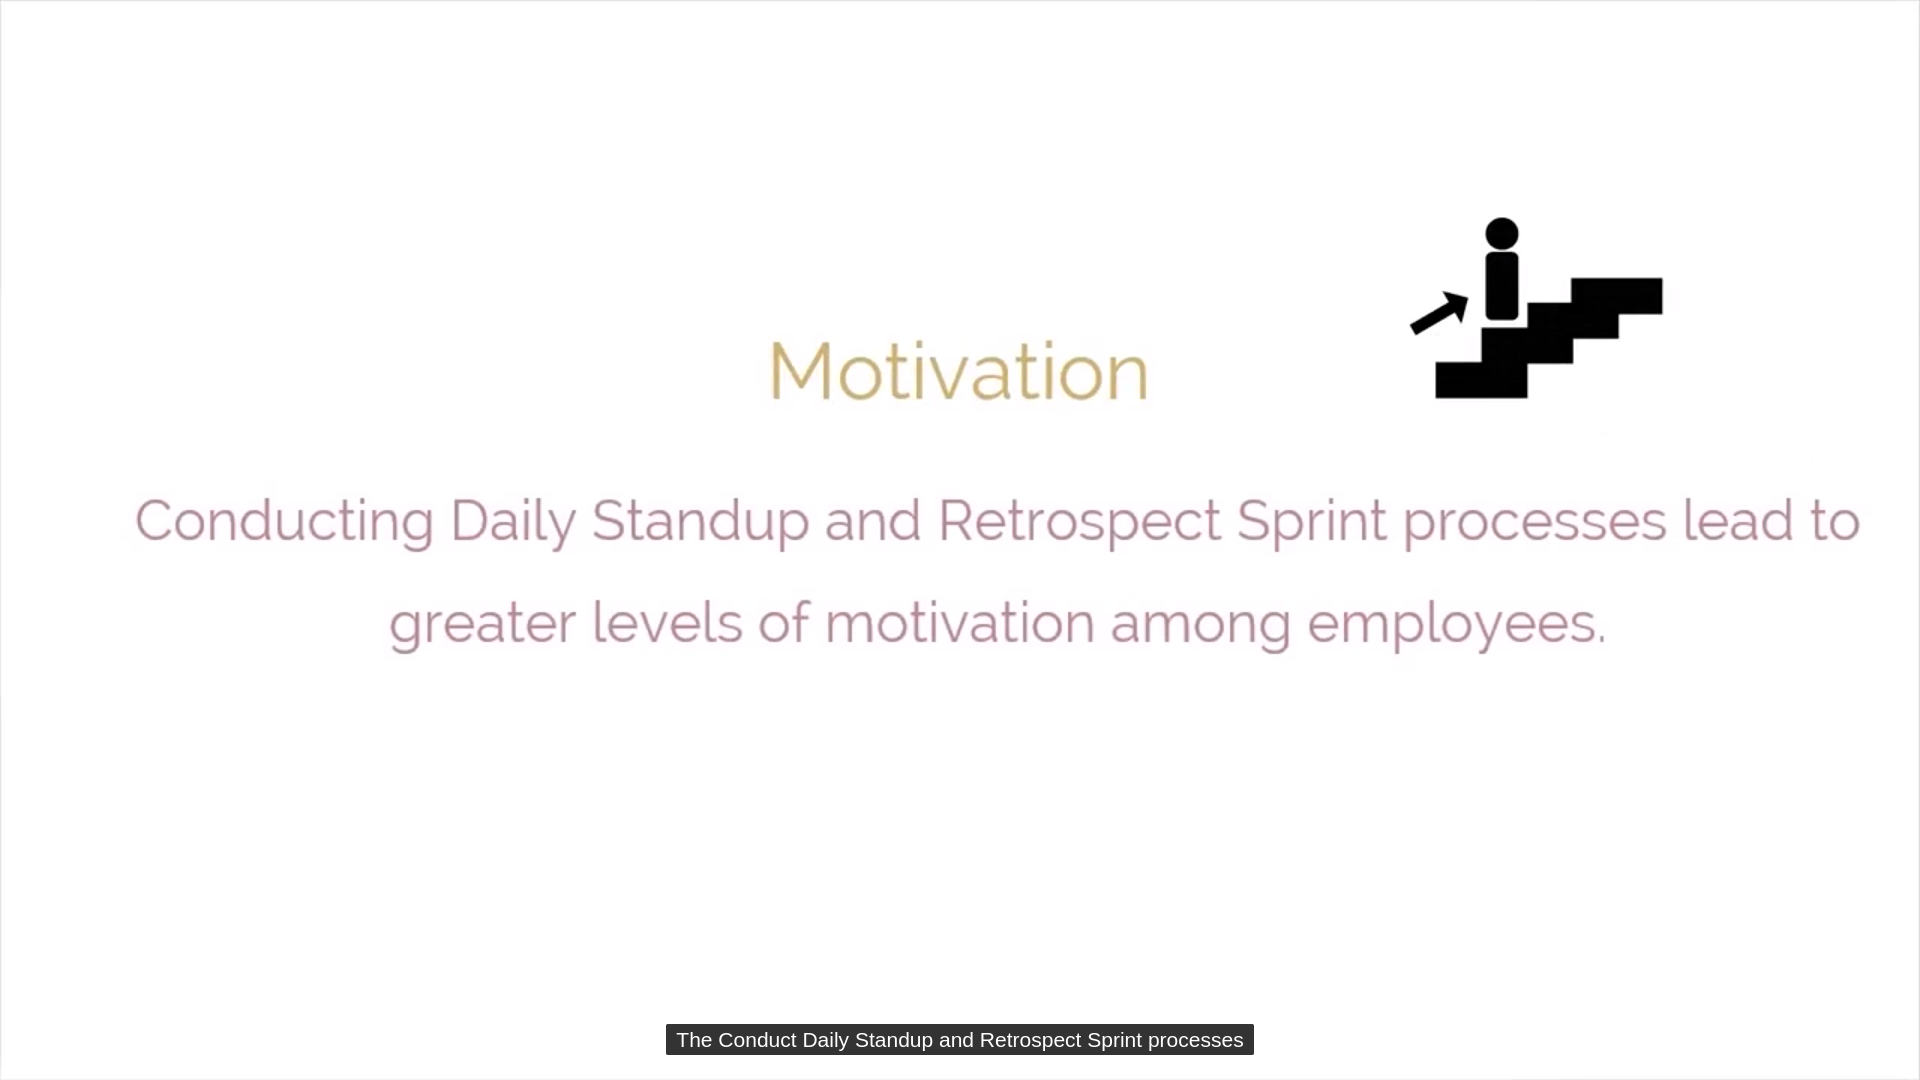 Motivation
Conducting Daily Standup and Retrospect Sprint processes lead to
greater levels of motivation among employees.
The Conduct Daily Standup and Retrospect Sprint processes